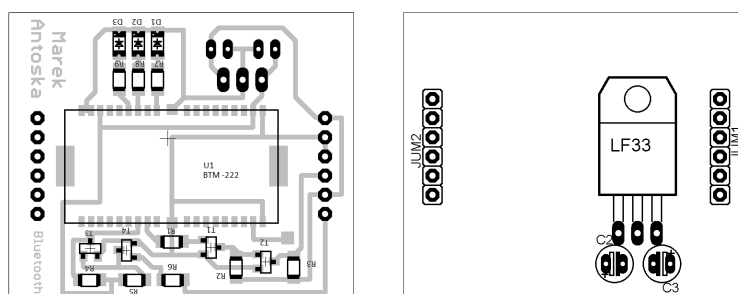 D3 D2 D1
R9 R8 R7
Marek
Antoska
U1
BTM -222
T3 T4 R1 T1
T2
R4 R5 R6 R2 R3
Bluetooth
JUM2
LF33
JUM1
C2
C3